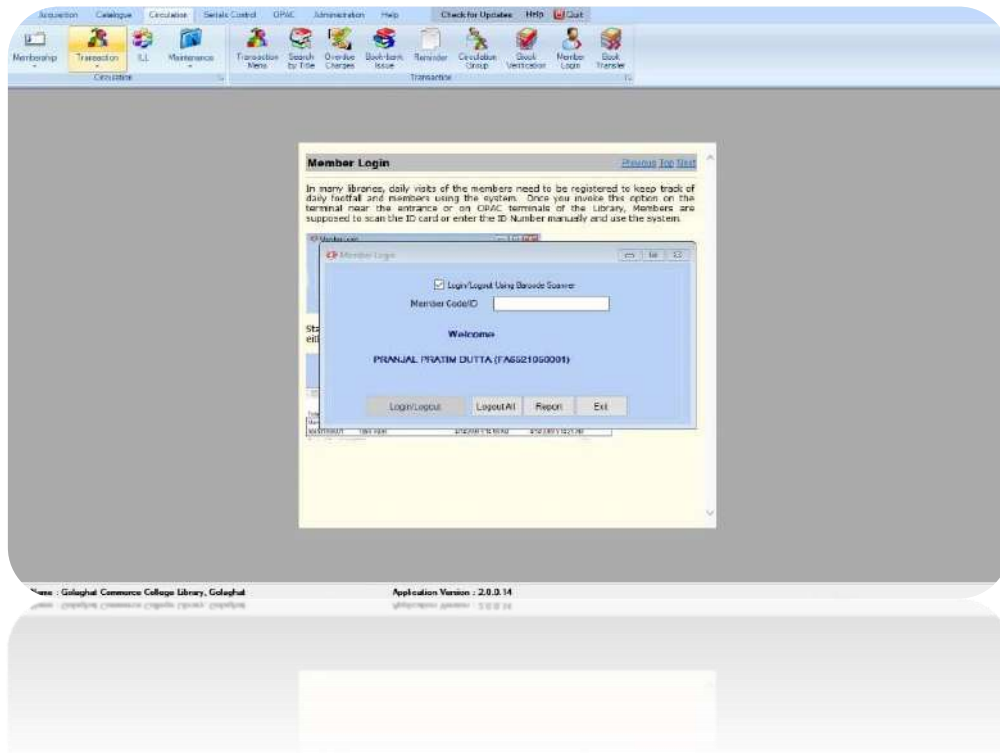 Acquisition Catalogue Circulation Serials Control OPAC Administration Help Check for Updates Help Quit
Membership Transaction ILL Maintenance Transaction Menu Search by Title Overdue Charges Book-bank Issue Reminder Circulation Group Book Verification Member Login Book Transfer
Circulation Transaction
Member Login Previous Top Next
In many libraries, daily visits of the members need to be registered to keep track of
daily footfall and members using the system. Once you invoke this option on the
terminal near the entrance or on OPAC terminals of the Library, Members are
supposed to scan the ID card or enter the ID Number manually and use the system.
Member Login
Login/Logout Using Barcode Scanner
Member Code/ID
Sta
eit
Welcome
PRANJAL PRATIM DUTTA (FA6521050001)
Login/Logout Logout All Report Exit
Name : Golaghat Commerce College Library, Golaghat Application Version : 2.0.0.14